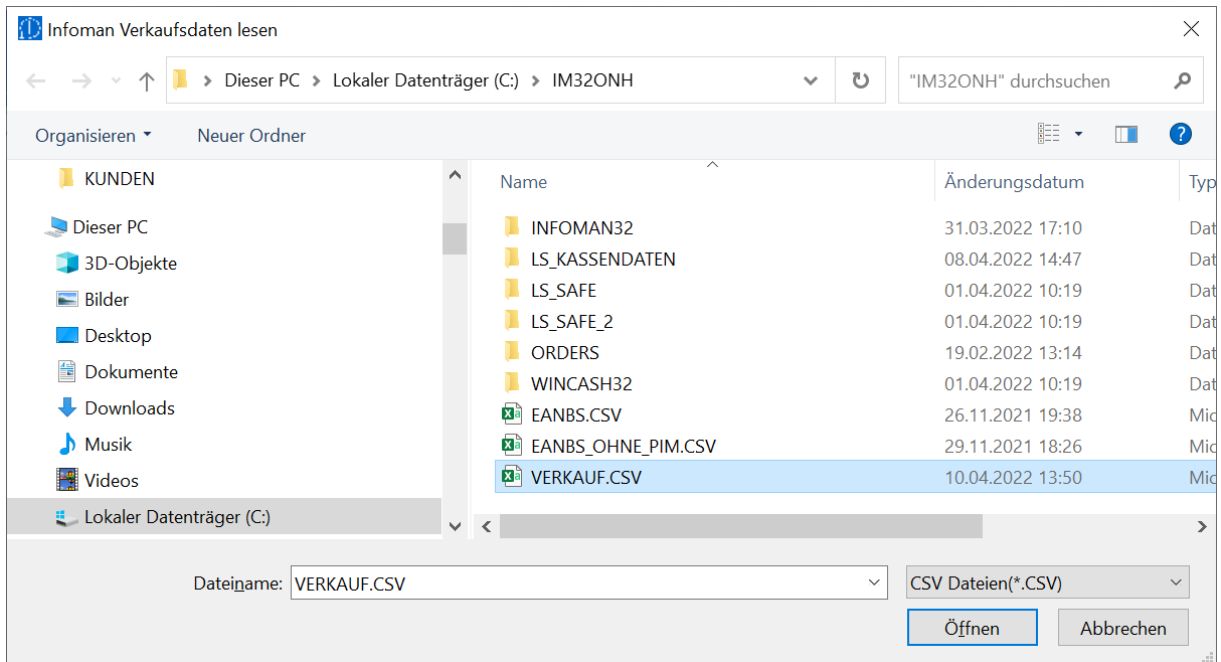 Infoman Verkaufsdaten lesen
Dieser PC > Lokaler Datenträger (C:) > IM32ONH
"IM32ONH" durchsuchen
Organisieren Neuer Ordner
?
KUNDEN
Dieser PC
3D-Objekte
Bilder
Desktop
Dokumente
Downloads
Musik
Videos
Lokaler Datenträger (C:)
Name Änderungsdatum Typ
INFOMAN32 31.03.2022 17:10 Dat
LS_KASSENDATEN 08.04.2022 14:47 Dat
LS_SAFE 01.04.2022 10:19 Dat
LS_SAFE_2 01.04.2022 10:19 Dat
ORDERS 19.02.2022 13:14 Dat
WINCASH32 01.04.2022 10:19 Dat
EANBS.CSV 26.11.2021 19:38 Mic
EANBS_OHNE_PIM.CSV 29.11.2021 18:26 Mic
VERKAUF.CSV 10.04.2022 13:50 Mic
Dateiname: VERKAUF.CSV CSV Dateien(*.CSV)
Öffnen Abbrechen